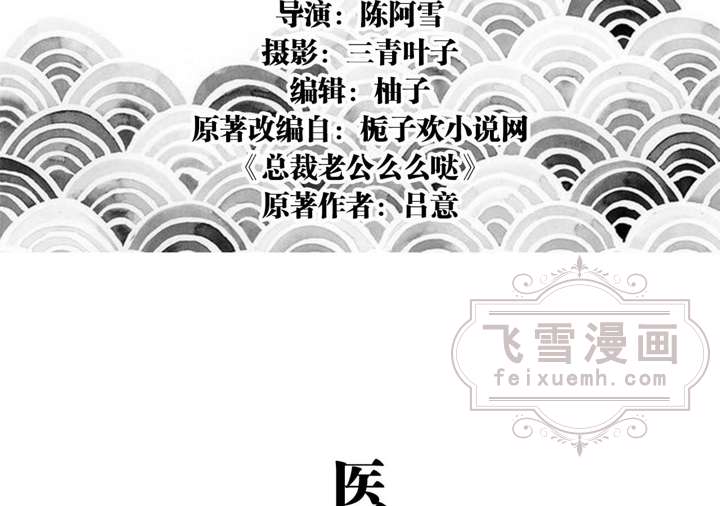 导演：陈阿雪
摄影：三青叶子
编辑：柚子
原著改编自：栀子欢小说网
《总裁老公么么哒》
原著作者：吕意
飞雪漫画
feixuemh.com
医